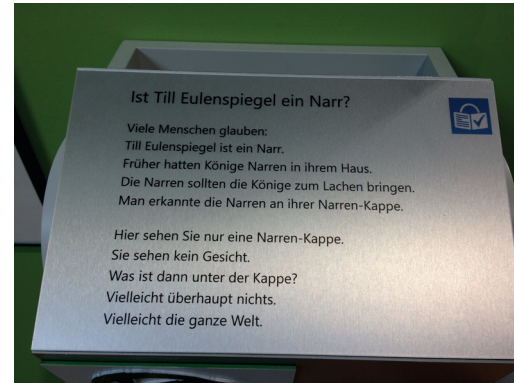 Ist Till Eulenspiegel ein Narr?
Viele Menschen glauben:
Till Eulenspiegel ist ein Narr.
Früher hatten Könige Narren in ihrem Haus.
Die Narren sollten die Könige zum Lachen bringen.
Man erkannte die Narren an ihrer Narren-Kappe.
Hier sehen Sie nur eine Narren-Kappe.
Sie sehen kein Gesicht.
Was ist dann unter der Kappe?
Vielleicht überhaupt nichts.
Vielleicht die ganze Welt.